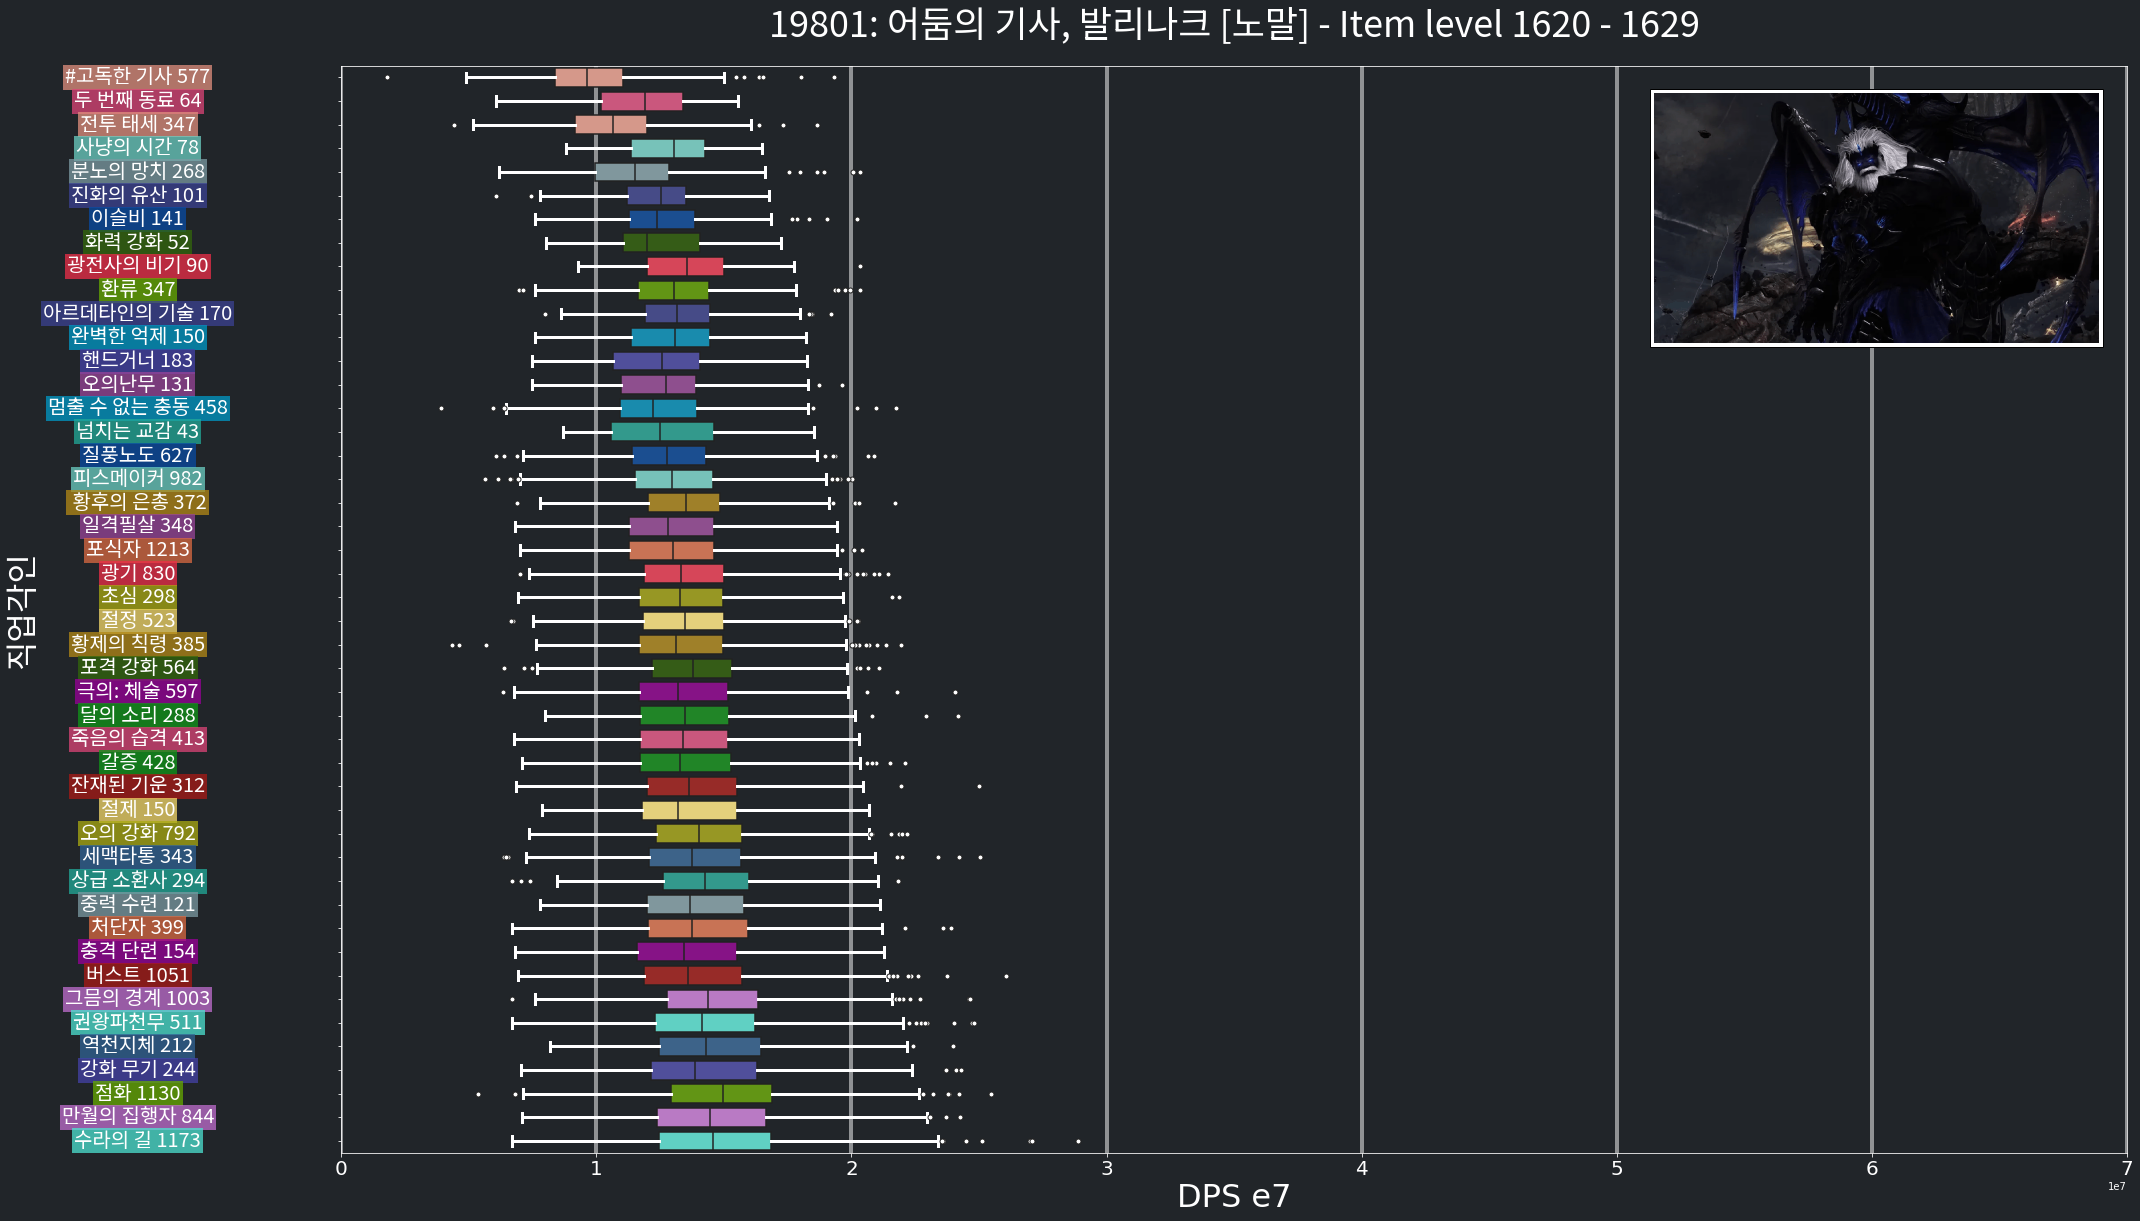 19801: 어둠의 기사, 발리나크 [노말] - Item level 1620 - 1629
#고독한 기사 577
두 번째 동료 64
전투 태세 347
사냥의 시간 78
분노의 망치 268
진화의 유산 101
이슬비 141
화력 강화 52
광전사의 비기 90
환류 347
아르데타인의 기술 170
완벽한 억제 150
핸드거너 183
오의난무 131
멈출 수 없는 충동 458
넘치는 교감 43
질풍노도 627
피스메이커 982
황후의 은총 372
일격필살 348
포식자 1213
광기 830
초심 298
절정 523
황제의 칙령 385
포격 강화 564
극의: 체술 597
달의 소리 288
죽음의 습격 413
갈증 428
잔재된 기운 312
절제 150
오의 강화 792
세맥타통 343
상급 소환사 294
중력 수련 121
처단자 399
충격 단련 154
버스트 1051
그믐의 경계 1003
권왕파천무 511
역천지체 212
강화 무기 244
점화 1130
만월의 집행자 844
수라의 길 1173
직업각인
0 1 2 3 4 5 6 7
1e7
DPS e7